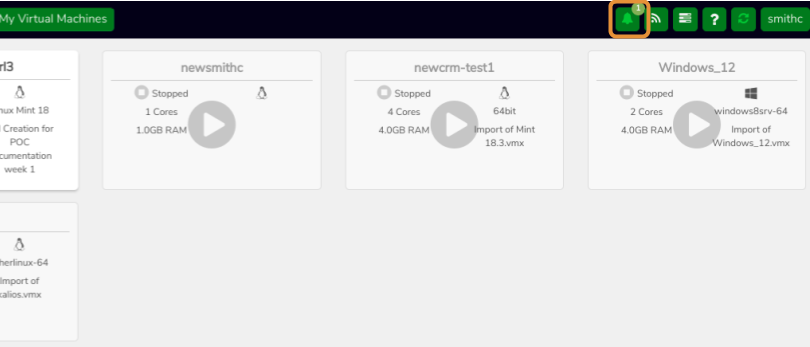 My Virtual Machines
1
?
smithc
rl3
nux Mint 18
Creation for
POC
cumentation
week 1
newsmithc
Stopped
1 Cores
1.0GB RAM
newcrm-test1
Stopped
4 Cores
64bit
4.0GB RAM
Import of Mint
18.3.vmx
Windows_12
Stopped
2 Cores
windows8srv-64
4.0GB RAM
Import of
Windows_12.vmx
herlinux-64
Import of
kalios.vmx